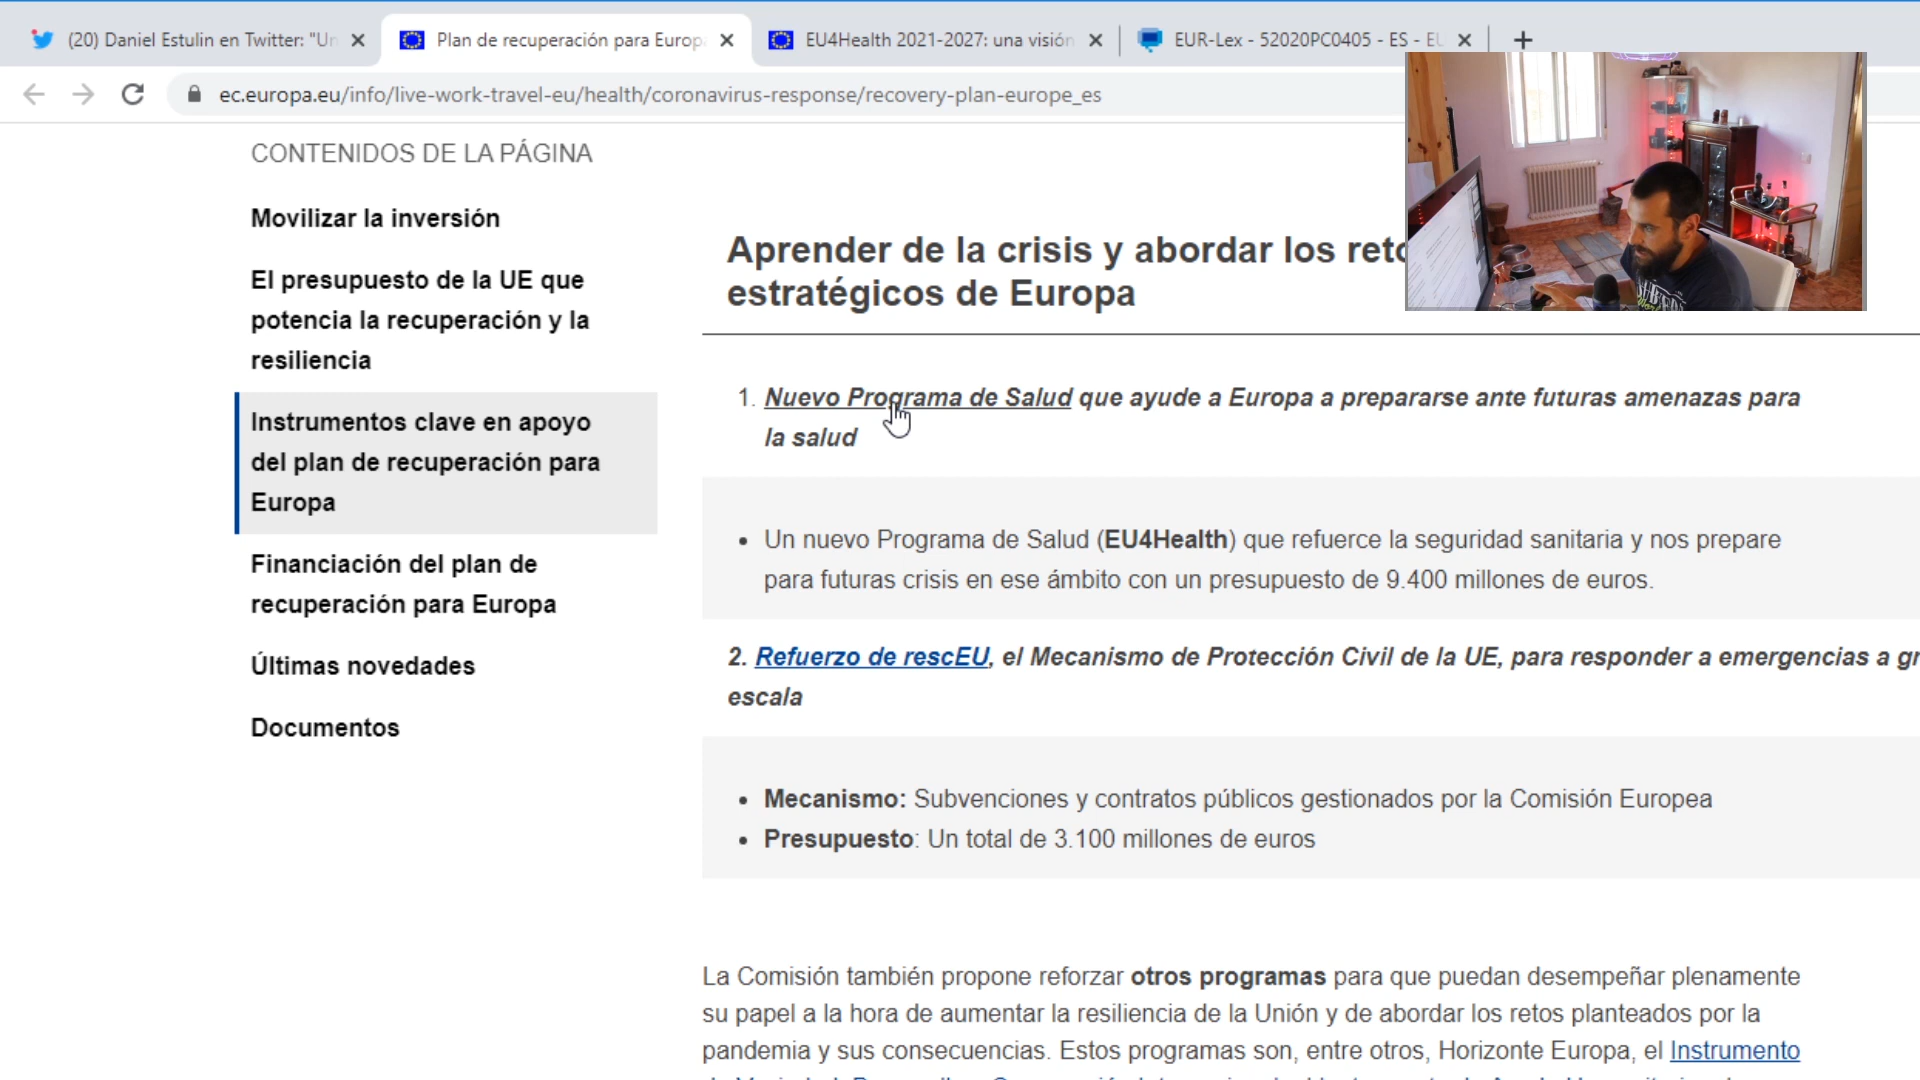 (20) Daniel Estulin en Twitter: "Un
Plan de recuperación para Europ
EU4Health 2021-2027: una visión
EUR-Lex - 52020PC0405 - ES - EU
ec.europa.eu/info/live-work-travel-eu/health/coronavirus-response/recovery-plan-europe_es
CONTENIDOS DE LA PÁGINA
Movilizar la inversión
El presupuesto de la UE que
potencia la recuperación y la
resiliencia
Instrumentos clave en apoyo
del plan de recuperación para
Europa
Financiación del plan de
recuperación para Europa
Últimas novedades
Documentos
Aprender de la crisis y abordar los reto
estratégicos de Europa
1. Nuevo Programa de Salud que ayude a Europa a prepararse ante futuras amenazas para
la salud
• Un nuevo Programa de Salud (EU4Health) que refuerce la seguridad sanitaria y nos prepare
para futuras crisis en ese ámbito con un presupuesto de 9.400 millones de euros.
2. Refuerzo de rescEU, el Mecanismo de Protección Civil de la UE, para responder a emergencias a gr
escala
• Mecanismo: Subvenciones y contratos públicos gestionados por la Comisión Europea
• Presupuesto: Un total de 3.100 millones de euros
La Comisión también propone reforzar otros programas para que puedan desempeñar plenamente
su papel a la hora de aumentar la resiliencia de la Unión y de abordar los retos planteados por la
pandemia y sus consecuencias. Estos programas son, entre otros, Horizonte Europa, el Instrumento